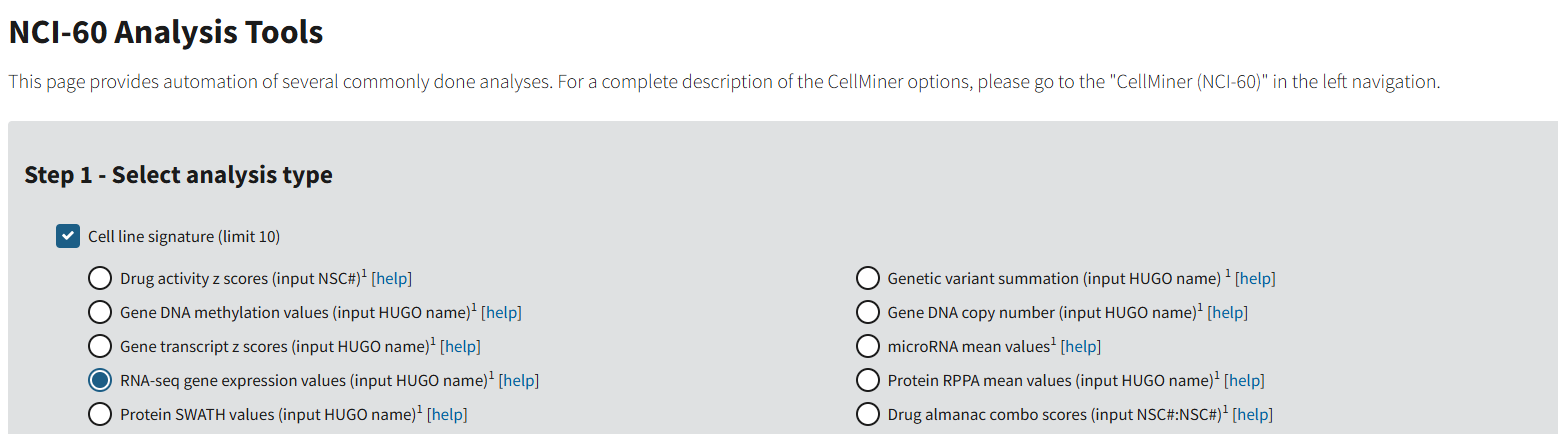 NCI-60 Analysis Tools
This page provides automation of several commonly done analyses. For a complete description of the CellMiner options, please go to the "CellMiner (NCI-60)" in the left navigation.
Step 1 - Select analysis type
Cell line signature (limit 10)
Drug activity z scores (input NSC#)1 [help]
Genetic variant summation (input HUGO name) 1 [help]
Gene DNA methylation values (input HUGO name)1 [help]
Gene DNA copy number (input HUGO name)1 [help]
Gene transcript z scores (input HUGO name)1 [help]
microRNA mean values1 [help]
RNA-seq gene expression values (input HUGO name)1 [help]
Protein RPPA mean values (input HUGO name)1 [help]
Protein SWATH values (input HUGO name)1 [help]
Drug almanac combo scores (input NSC#:NSC#)1 [help]